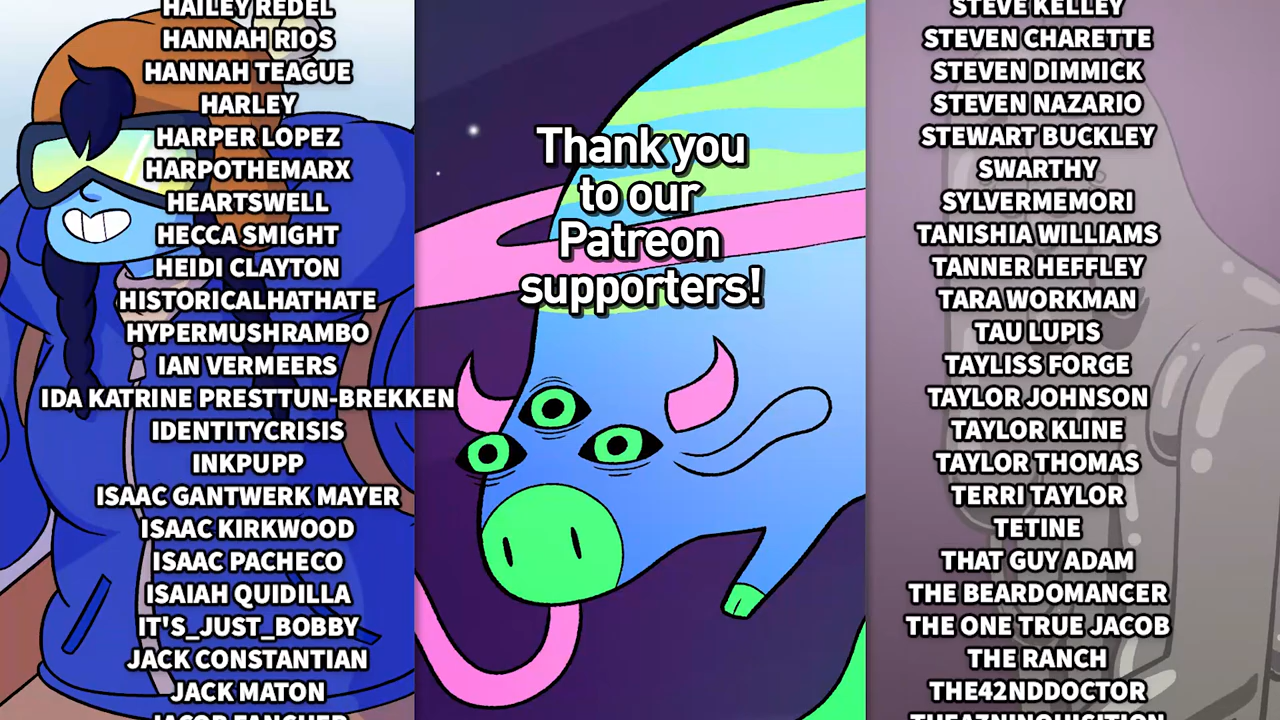 HAILEY REDEL
HANNAH RIOS
HANNAH TEAGUE
HARLEY
HARPER LOPEZ
HARPOTHEMARX
HEARTSWELL
HECCA SMIGHT
HEIDI CLAYTON
HISTORICALHATHATE
HYPERMUSHRAMBO
IAN VERMEERS
IDA KATRINE PRESTTUN-BREKKEN
IDENTITYCRISIS
INKPUPP
ISAAC GANTWERK MAYER
ISAAC KIRKWOOD
ISAAC PACHECO
ISAIAH QUIDILLA
IT'S_JUST_BOBBY
JACK CONSTANTIAN
JACK MATON
JACOB FANGHER
Thank you
to our
Patreon
supporters!
STEVE KELLEY
STEVEN CHARETTE
STEVEN DIMMICK
STEVEN NAZARIO
STEWART BUCKLEY
SWARTHY
SYLVERMEMORI
TANISHIA WILLIAMS
TANNER HEFFLEY
TARA WORKMAN
TAU LUPIS
TAYLISS FORGE
TAYLOR JOHNSON
TAYLOR KLINE
TAYLOR THOMAS
TERRI TAYLOR
TETINE
THAT GUY ADAM
THE BEARDOMANCER
THE ONE TRUE JACOB
THE RANCH
THE42NDDOCTOR
THEAZNINQUISITION